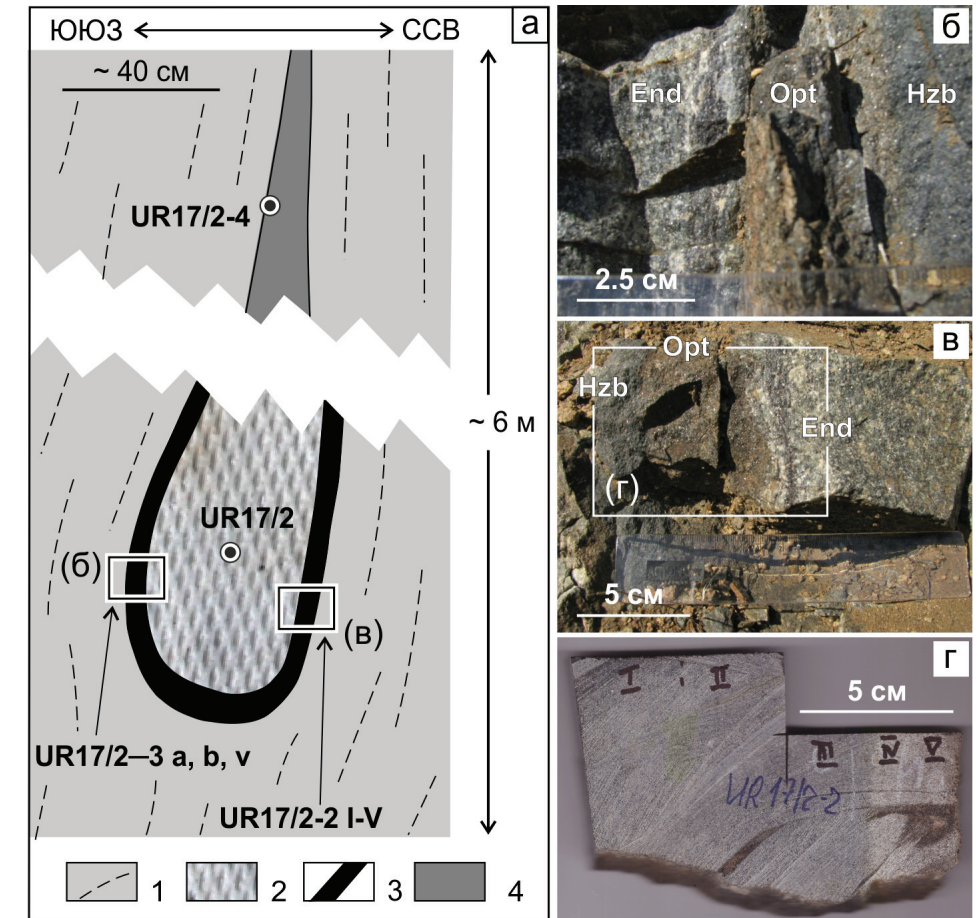 ЮЮЗ ССВ
а
~ 40 см
UR17/2-4
~ 6 м
UR17/2
(б)
(в)
UR17/2–3 a, b, v
UR17/2-2 I-V
1 2 3 4
б
End Opt Hzb
2.5 см
в
Opt
Hzb
End
(г)
5 см
г
I II
5 см
III IV V
UR 17/2-2